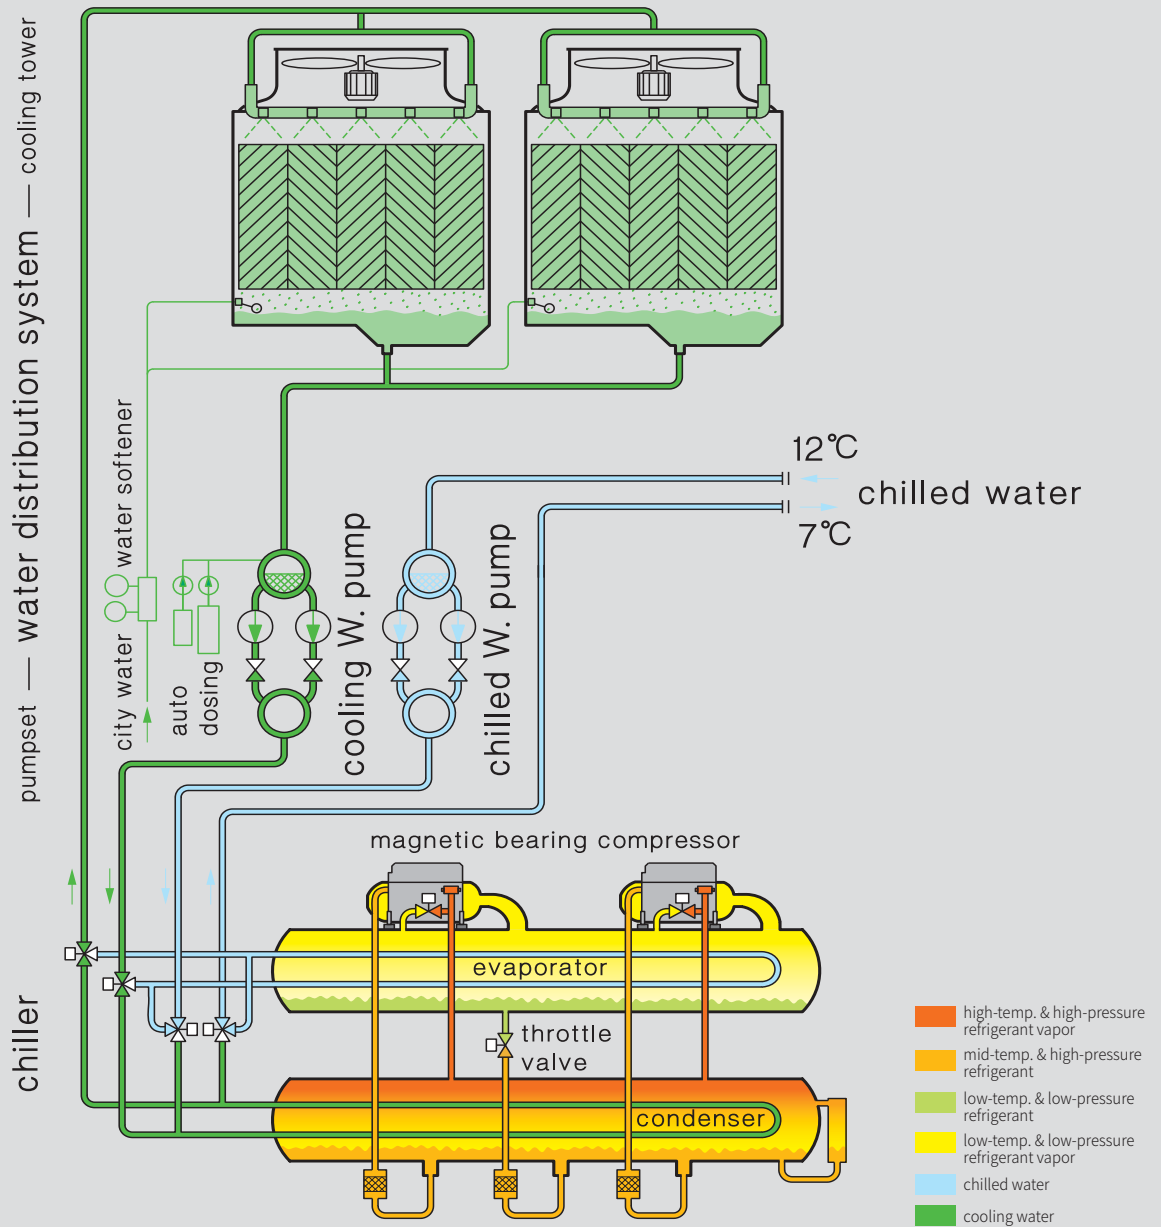 pumpset — water distribution system — cooling tower
12℃
chilled water
7℃
water softener
city water
auto
dosing
cooling W. pump
chilled W. pump
magnetic bearing compressor
evaporator
throttle
valve
condenser
chiller
high-temp. & high-pressure
refrigerant vapor
mid-temp. & high-pressure
refrigerant
low-temp. & low-pressure
refrigerant
low-temp. & low-pressure
refrigerant vapor
chilled water
cooling water